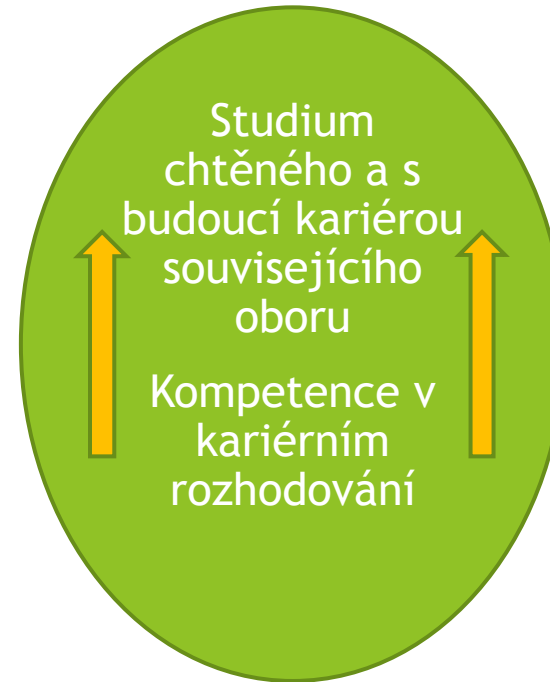 Studium
chtěného a s
budoucí kariérou
souvisejícího
oboru
Kompetence v
kariérním
rozhodování